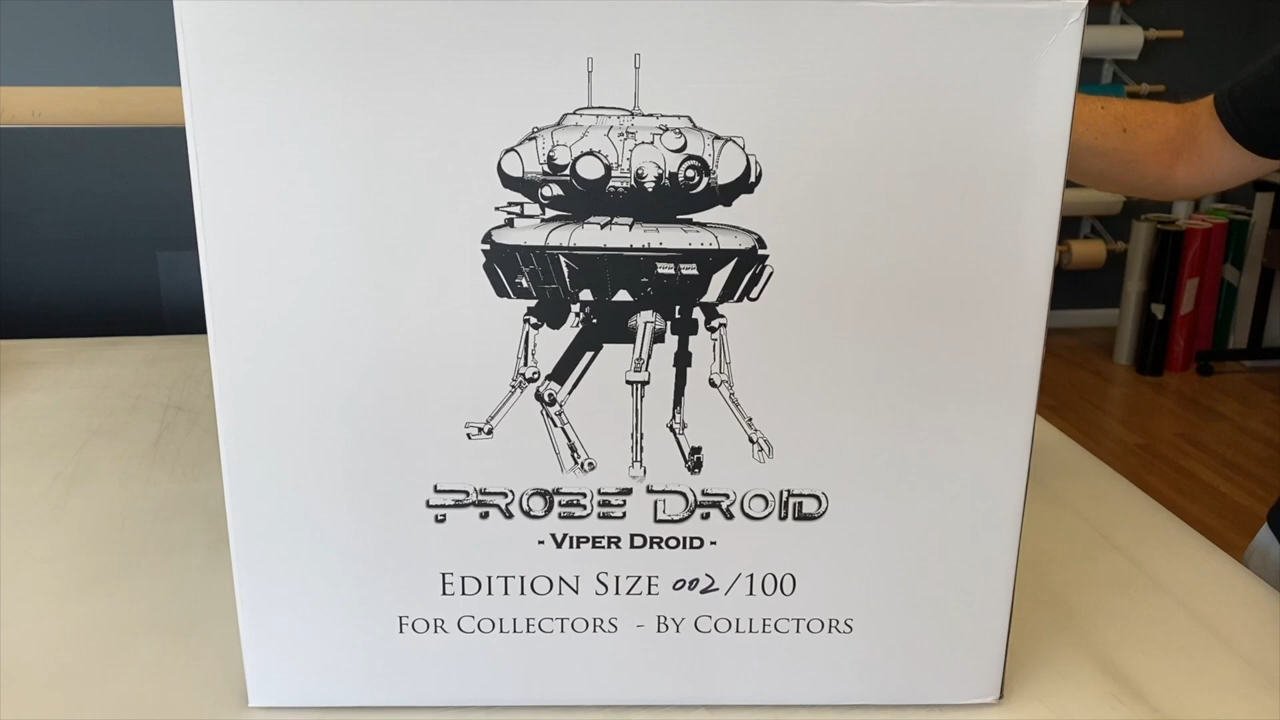 PROBE DROID
- VIPER DROID -
EDITION SIZE 002/100
FOR COLLECTORS - BY COLLECTORS